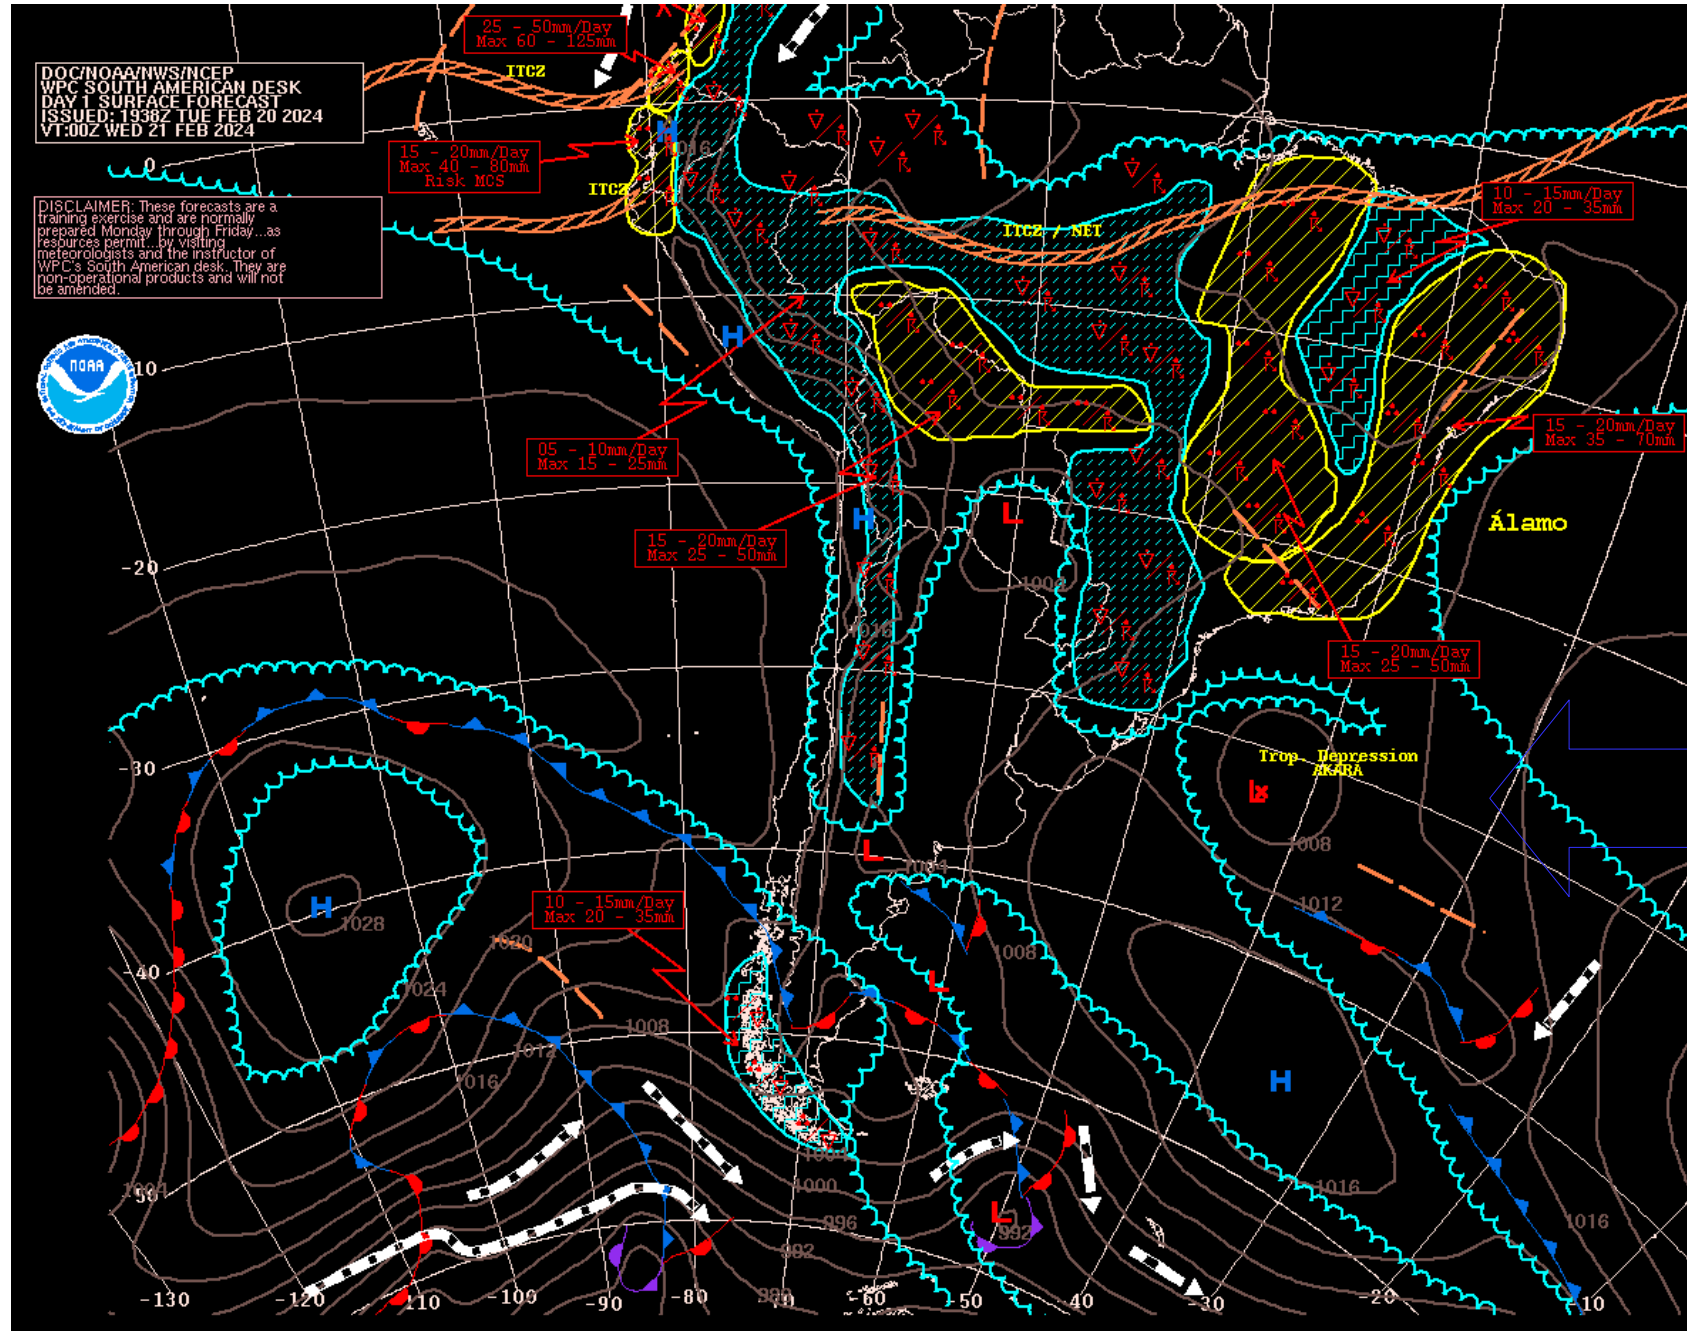 DOC/NOAA/NWS/NCEP
WPC SOUTH AMERICAN DESK
DAY 1 SURFACE FORECAST
ISSUED: 1938Z TUE FEB 20 2024
VT:00Z WED 21 FEB 2024
25 - 50mm/Day
Max 60 - 125mm
ITCZ
15 - 20mm/Day
Max 40 - 80mm
Risk MCS
H
1016
0
ITCZ
DISCLAIMER: These forecasts are a
training exercise and are normally
prepared Monday through Friday...as
resources permit...by visiting
meteorologists and the instructor of
WPC's South American desk. They are
non-operational products and will not
be amended.
10 - 15mm/Day
Max 20 - 35mm
ITCZ / NET
NOAA
-10
H
05 - 10mm/Day
Max 15 - 25mm
15 - 20mm/Day
Max 35 - 70mm
15 - 20mm/Day
Max 25 - 50mm
H
L
Álamo
-20
1004
1016
15 - 20mm/Day
Max 25 - 50mm
-30
Trop. Depression
AKARA
L
1008
L
1004
10 - 15mm/Day
Max 20 - 35mm
H
1028
1012
1020
1008
-40
L
1024
1008
1012
1016
H
1004
1004
-50
1000
1016
996
L
992
992
1016
988
-130
-120
-110
-100
-90
-80
-70
-60
-50
-40
-30
-20
-10